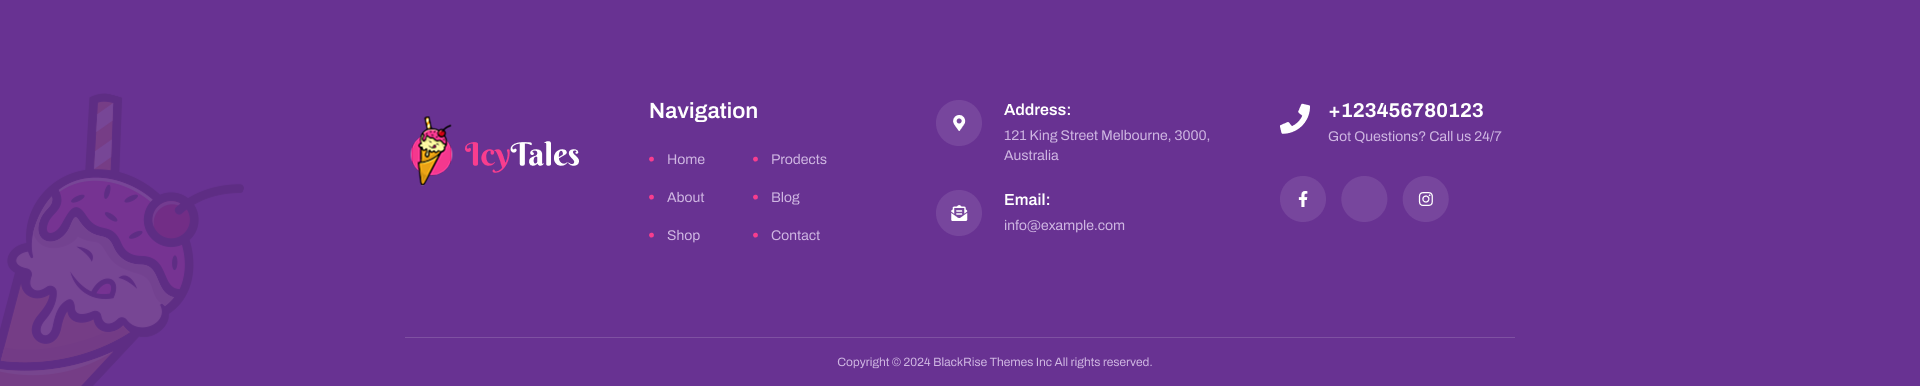 IcyTales
Navigation
Home
About
Shop
Prodects
Blog
Contact
Address:
121 King Street Melbourne, 3000,
Australia
Email:
info@example.com
+123456780123
Got Questions? Call us 24/7
Copyright © 2024 BlackRise Themes Inc All rights reserved.